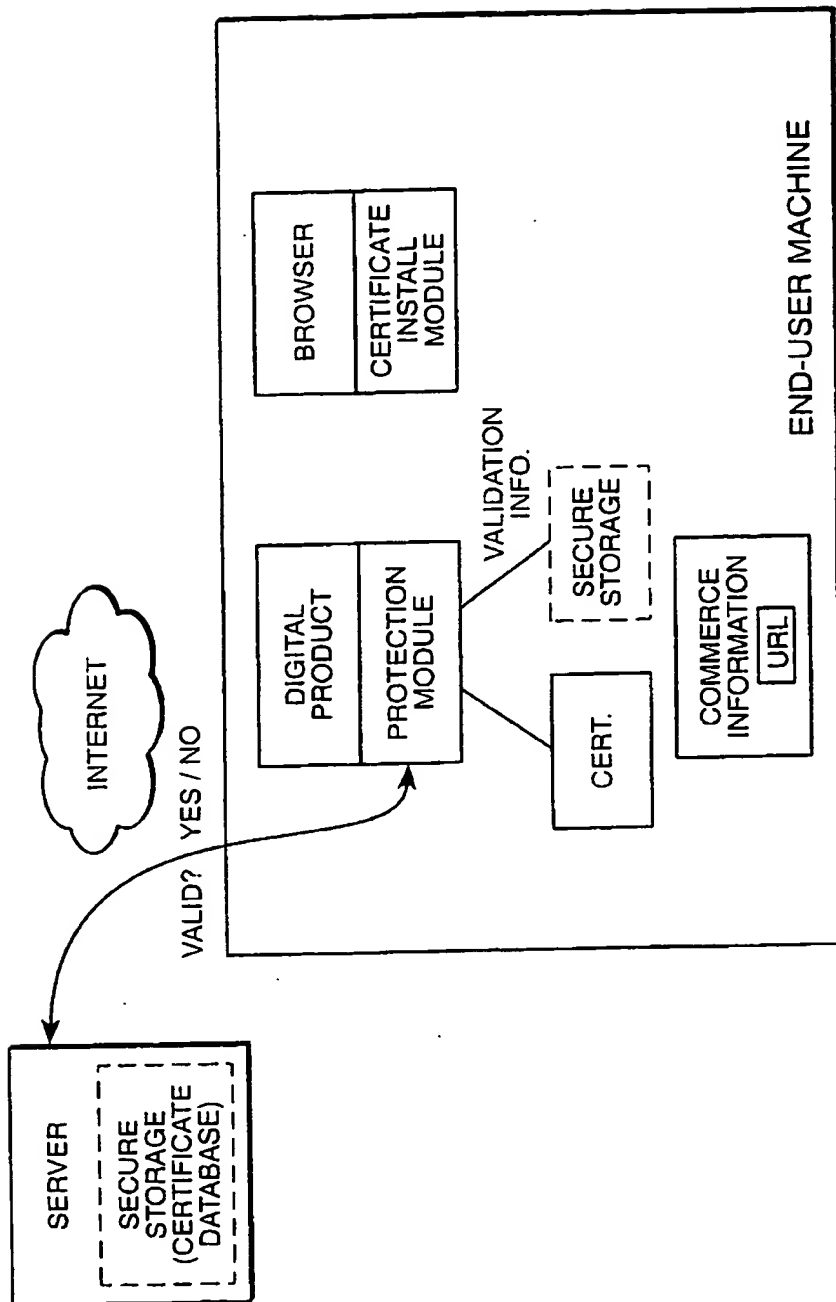 SERVER
SECURE
STORAGE
(CERTIFICATE
DATABASE)
INTERNET
VALID? YES / NO
DIGITAL
PRODUCT
PROTECTION
MODULE
BROWSER
CERTIFICATE
INSTALL
MODULE
VALIDATION
INFO.
CERT.
SECURE
STORAGE
COMMERCE
INFORMATION
URL
END-USER MACHINE